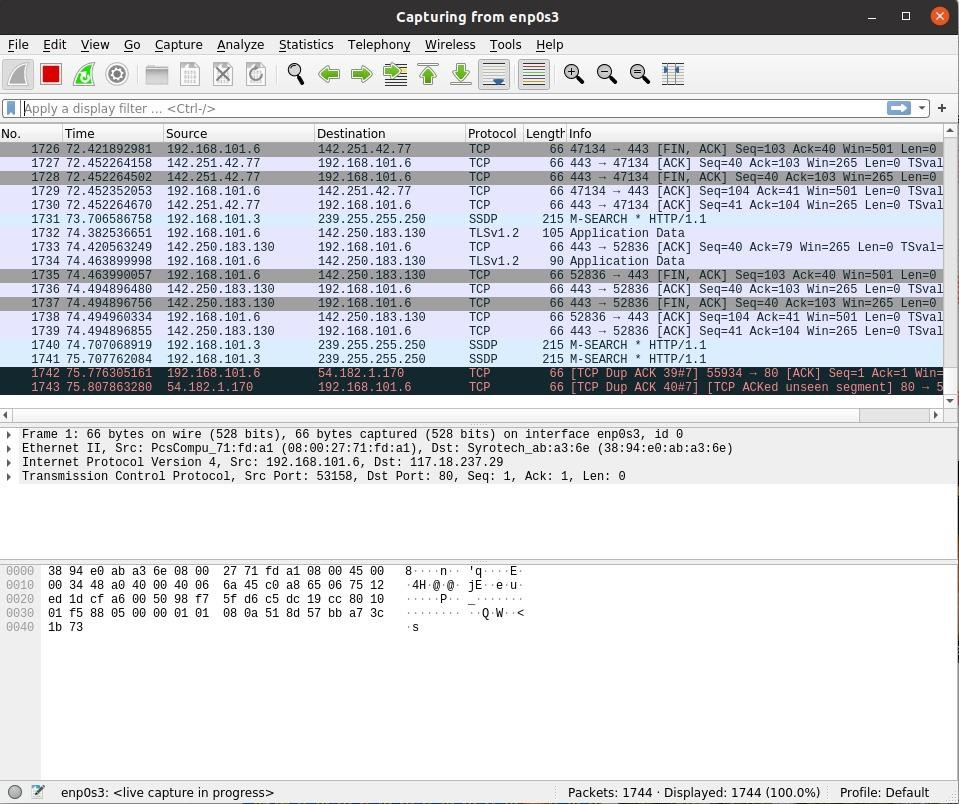 Capturing from enp0s3
File Edit View Go Capture Analyze Statistics Telephony Wireless Tools Help
Apply a display filter ... <Ctrl-/>
No. Time Source Destination Protocol Length Info
1726 72.421892981 192.168.101.6 142.251.42.77 TCP 66 47134 → 443 [FIN, ACK] Seq=103 Ack=40 Win=501 Len=0
1727 72.452264158 142.251.42.77 192.168.101.6 TCP 66 443 → 47134 [ACK] Seq=40 Ack=103 Win=265 Len=0 TSval
1728 72.452264502 142.251.42.77 192.168.101.6 TCP 66 443 → 47134 [FIN, ACK] Seq=40 Ack=103 Win=265 Len=0
1729 72.452352053 192.168.101.6 142.251.42.77 TCP 66 47134 → 443 [ACK] Seq=104 Ack=41 Win=501 Len=0 TSval
1730 72.452264670 142.251.42.77 192.168.101.6 TCP 66 443 → 47134 [ACK] Seq=41 Ack=104 Win=265 Len=0 TSval
1731 73.706586758 192.168.101.3 239.255.255.250 SSDP 215 M-SEARCH * HTTP/1.1
1732 74.382536651 192.168.101.6 142.250.183.130 TLSv1.2 105 Application Data
1733 74.420563249 142.250.183.130 192.168.101.6 TCP 66 443 → 52836 [ACK] Seq=40 Ack=79 Win=265 Len=0 TSval=
1734 74.463899998 192.168.101.6 142.250.183.130 TLSv1.2 90 Application Data
1735 74.463990057 192.168.101.6 142.250.183.130 TCP 66 52836 → 443 [FIN, ACK] Seq=103 Ack=40 Win=501 Len=0
1736 74.494896480 142.250.183.130 192.168.101.6 TCP 66 443 → 52836 [ACK] Seq=40 Ack=103 Win=265 Len=0 TSval
1737 74.494896756 142.250.183.130 192.168.101.6 TCP 66 443 → 52836 [FIN, ACK] Seq=40 Ack=103 Win=265 Len=0
1738 74.494960334 192.168.101.6 142.250.183.130 TCP 66 52836 → 443 [ACK] Seq=104 Ack=41 Win=501 Len=0 TSval
1739 74.494896855 142.250.183.130 192.168.101.6 TCP 66 443 → 52836 [ACK] Seq=41 Ack=104 Win=265 Len=0 TSval
1740 74.707068919 192.168.101.3 239.255.255.250 SSDP 215 M-SEARCH * HTTP/1.1
1741 75.707762084 192.168.101.3 239.255.255.250 SSDP 215 M-SEARCH * HTTP/1.1
1742 75.776305161 192.168.101.6 54.182.1.170 TCP 66 [TCP Dup ACK 39#7] 55934 → 80 [ACK] Seq=1 Ack=1 Win=
1743 75.807863280 54.182.1.170 192.168.101.6 TCP 66 [TCP Dup ACK 40#7] [TCP ACKed unseen segment] 80 → 5
Frame 1: 66 bytes on wire (528 bits), 66 bytes captured (528 bits) on interface enp0s3, id 0
Ethernet II, Src: PcsCompu_71:fd:a1 (08:00:27:71:fd:a1), Dst: Syrotech_ab:a3:6e (38:94:e0:ab:a3:6e)
Internet Protocol Version 4, Src: 192.168.101.6, Dst: 117.18.237.29
Transmission Control Protocol, Src Port: 53158, Dst Port: 80, Seq: 1, Ack: 1, Len: 0
0000 38 94 e0 ab a3 6e 08 00 27 71 fd a1 08 00 45 00 8····n·· 'q····E·
0010 00 34 48 a0 40 00 40 06 6a 45 c0 a8 65 06 75 12 ·4H·@·@· jE··e·u·
0020 ed 1d cf a6 00 50 98 f7 5f d6 c5 dc 19 cc 80 10 ·····P·· _·······
0030 01 f5 88 05 00 00 01 01 08 0a 51 8d 57 bb a7 3c ········ ··Q·W··<
0040 1b 73 ·s
enp0s3: <live capture in progress> Packets: 1744 · Displayed: 1744 (100.0%) Profile: Default